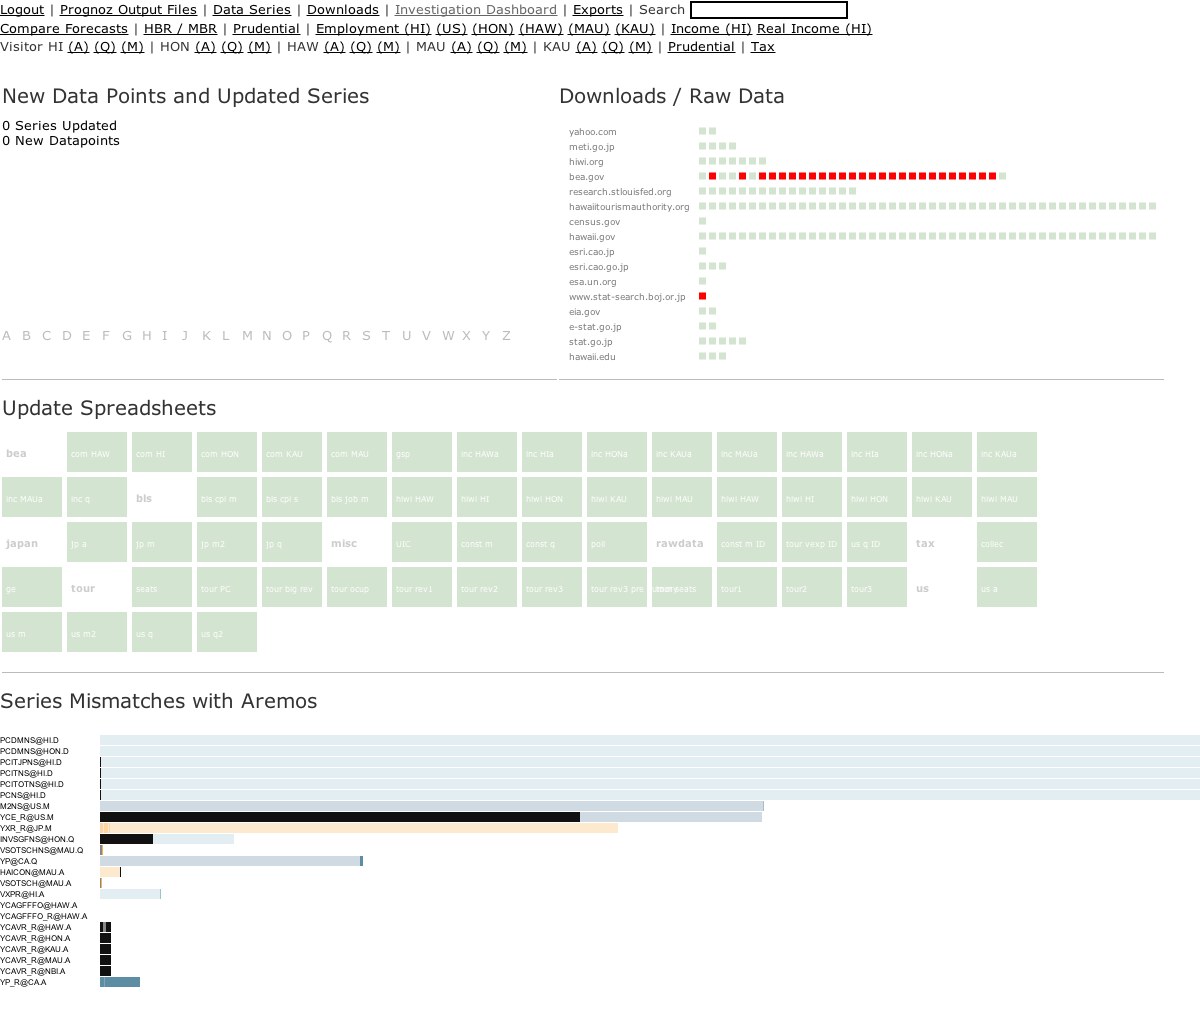 Logout | Prognoz Output Files | Data Series | Downloads | Investigation Dashboard | Exports | Search
Compare Forecasts | HBR / MBR | Prudential | Employment (HI) (US) (HON) (HAW) (MAU) (KAU) | Income (HI) Real Income (HI)
Visitor HI (A) (Q) (M) | HON (A) (Q) (M) | HAW (A) (Q) (M) | MAU (A) (Q) (M) | KAU (A) (Q) (M) | Prudential | Tax
New Data Points and Updated Series
0 Series Updated
0 New Datapoints
A B C D E F G H I J K L M N O P Q R S T U V W X Y Z
Downloads / Raw Data
yahoo.com
meti.go.jp
hiwi.org
bea.gov
research.stlouisfed.org
hawaiitourismauthority.org
census.gov
hawaii.gov
esri.cao.jp
esri.cao.go.jp
esa.un.org
www.stat-search.boj.or.jp
eia.gov
e-stat.go.jp
stat.go.jp
hawaii.edu
Update Spreadsheets
bea com HAW com HI com HON com KAU com MAU gsp inc HAWa inc HIa inc HONa inc KAUa inc MAUa inc HAWa inc HIa inc HONa inc KAUa
inc MAUa inc q bls bls cpi m bls cpi s bls job m hiwi HAW hiwi HI hiwi HON hiwi KAU hiwi MAU hiwi HAW hiwi HI hiwi HON hiwi KAU hiwi MAU
japan jp a jp m jp m2 jp q misc UIC const m const q poli rawdata const m ID tour vexp ID us q ID tax collec
ge tour seats tour PC tour big rev tour ocup tour rev1 tour rev2 tour rev3 tour rev3 pre tour seats tour1 tour2 tour3 us us a
us m us m2 us q us q2
Series Mismatches with Aremos
PCDMNS@HI.D
PCDMNS@HON.D
PCITJPNS@HI.D
PCITNS@HI.D
PCITOTNS@HI.D
PCNS@HI.D
M2NS@US.M
YCE_R@US.M
YXR_R@JP.M
INVSGFNS@HON.Q
VSOTSCHNS@MAU.Q
YP@CA.Q
HAICON@MAU.A
VSOTSCH@MAU.A
VXPR@HI.A
YCAGFFFO@HAW.A
YCAGFFFO_R@HAW.A
YCAVR_R@HAW.A
YCAVR_R@HON.A
YCAVR_R@KAU.A
YCAVR_R@MAU.A
YCAVR_R@NBI.A
YP_R@CA.A